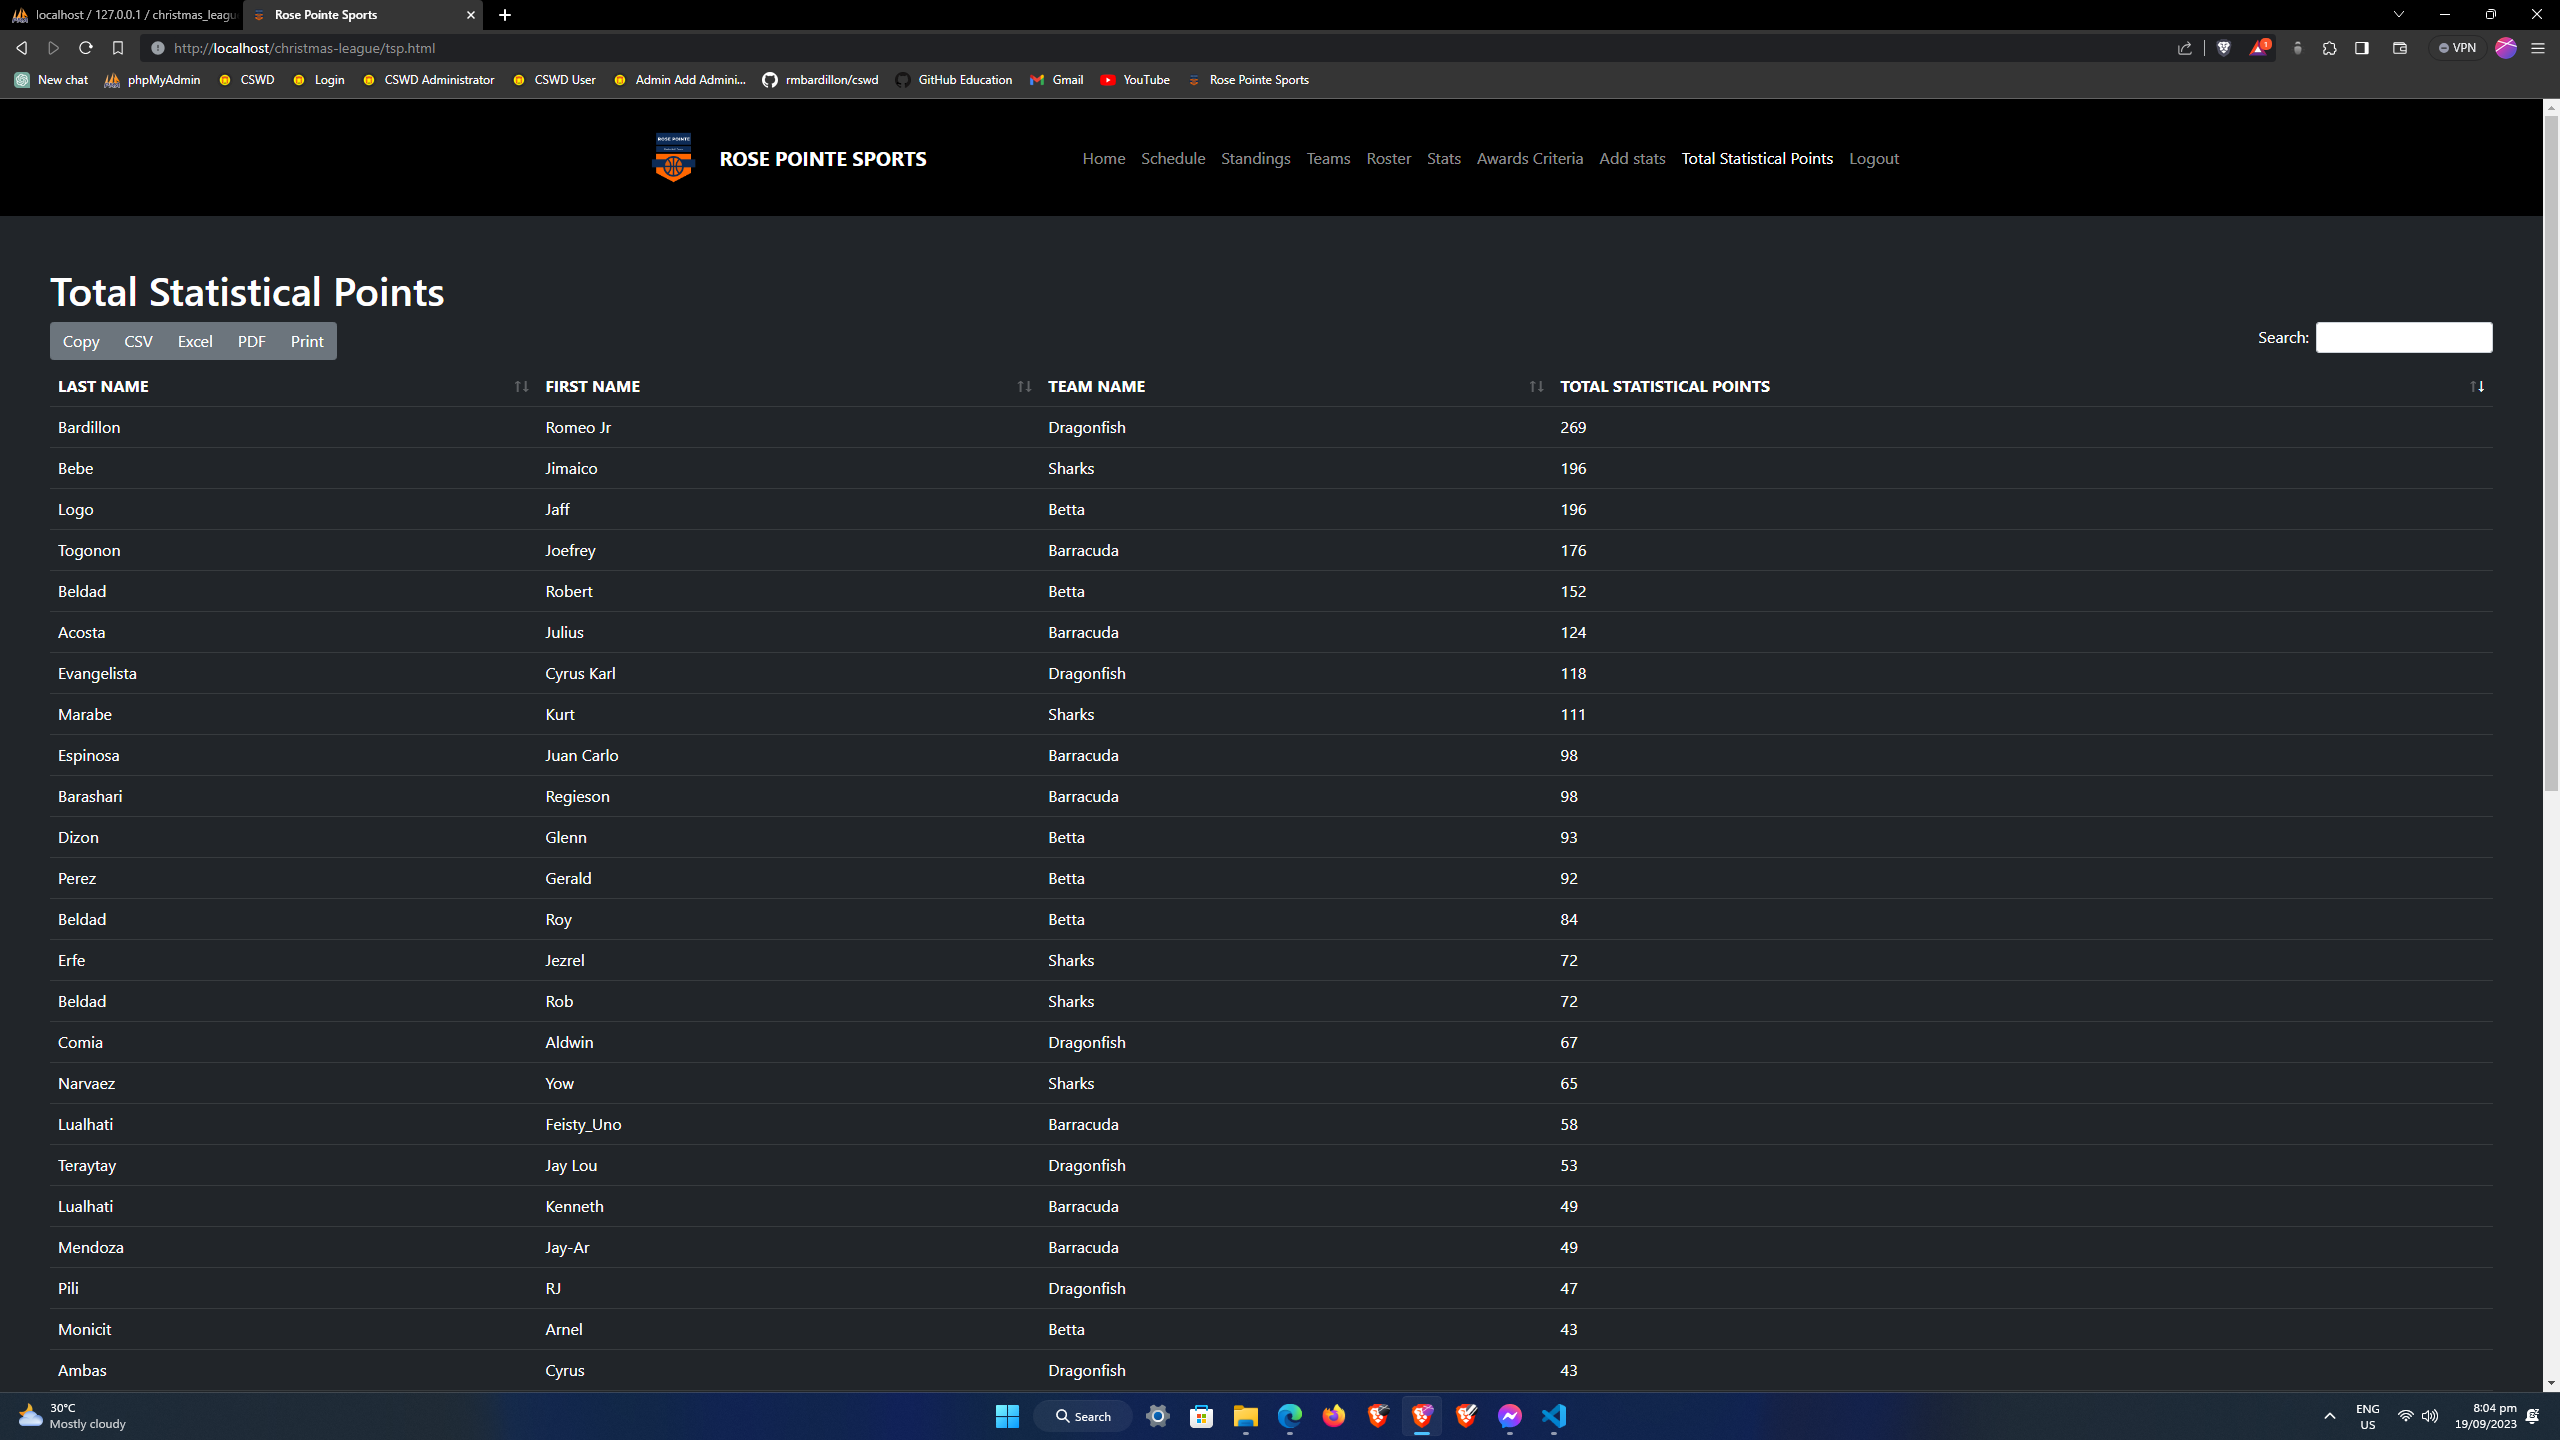 localhost / 127.0.0.1 / christmas_leagu
Rose Pointe Sports
http://localhost/christmas-league/tsp.html
1
VPN
New chat
phpMyAdmin
CSWD
Login
CSWD Administrator
CSWD User
Admin Add Admini...
rmbardillon/cswd
GitHub Education
Gmail
YouTube
Rose Pointe Sports
ROSE POINTE
ROSE POINTE SPORTS
Home Schedule Standings Teams Roster Stats Awards Criteria Add stats Total Statistical Points Logout
Total Statistical Points
Copy CSV Excel PDF Print
Search:
LAST NAME FIRST NAME TEAM NAME TOTAL STATISTICAL POINTS
Bardillon Romeo Jr Dragonfish 269
Bebe Jimaico Sharks 196
Logo Jaff Betta 196
Togonon Joefrey Barracuda 176
Beldad Robert Betta 152
Acosta Julius Barracuda 124
Evangelista Cyrus Karl Dragonfish 118
Marabe Kurt Sharks 111
Espinosa Juan Carlo Barracuda 98
Barashari Regieson Barracuda 98
Dizon Glenn Betta 93
Perez Gerald Betta 92
Beldad Roy Betta 84
Erfe Jezrel Sharks 72
Beldad Rob Sharks 72
Comia Aldwin Dragonfish 67
Narvaez Yow Sharks 65
Lualhati Feisty_Uno Barracuda 58
Teraytay Jay Lou Dragonfish 53
Lualhati Kenneth Barracuda 49
Mendoza Jay-Ar Barracuda 49
Pili RJ Dragonfish 47
Monicit Arnel Betta 43
Ambas Cyrus Dragonfish 43
30°C
Mostly cloudy
Search
ENG
US
8:04 pm
19/09/2023